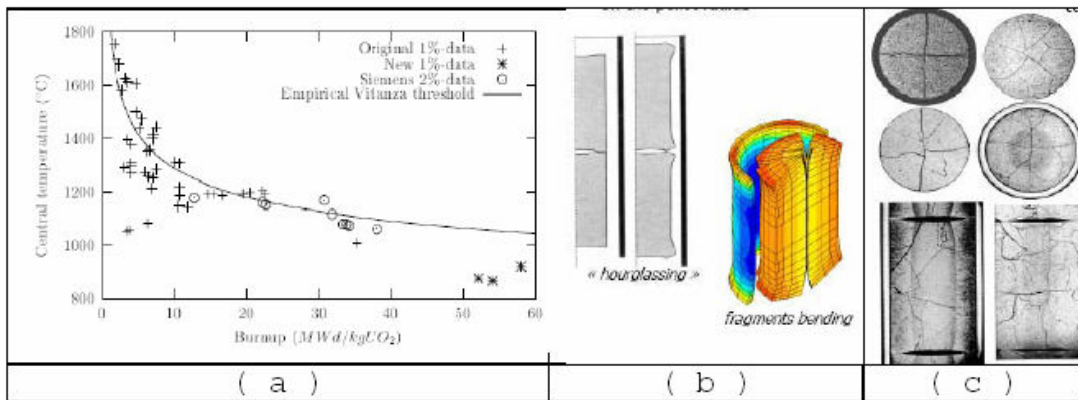 1800
1600
1400
1200
1000
800
Central temperature (°C)
Original 1%-data
New 1%-data
Siemens 2%-data
Empirical Vitanza threshold
0
10
20
30
40
50
60
Burnup (MWd/kgUO₂)
« hourglassing »
fragments bending
( a )
( b )
( c )